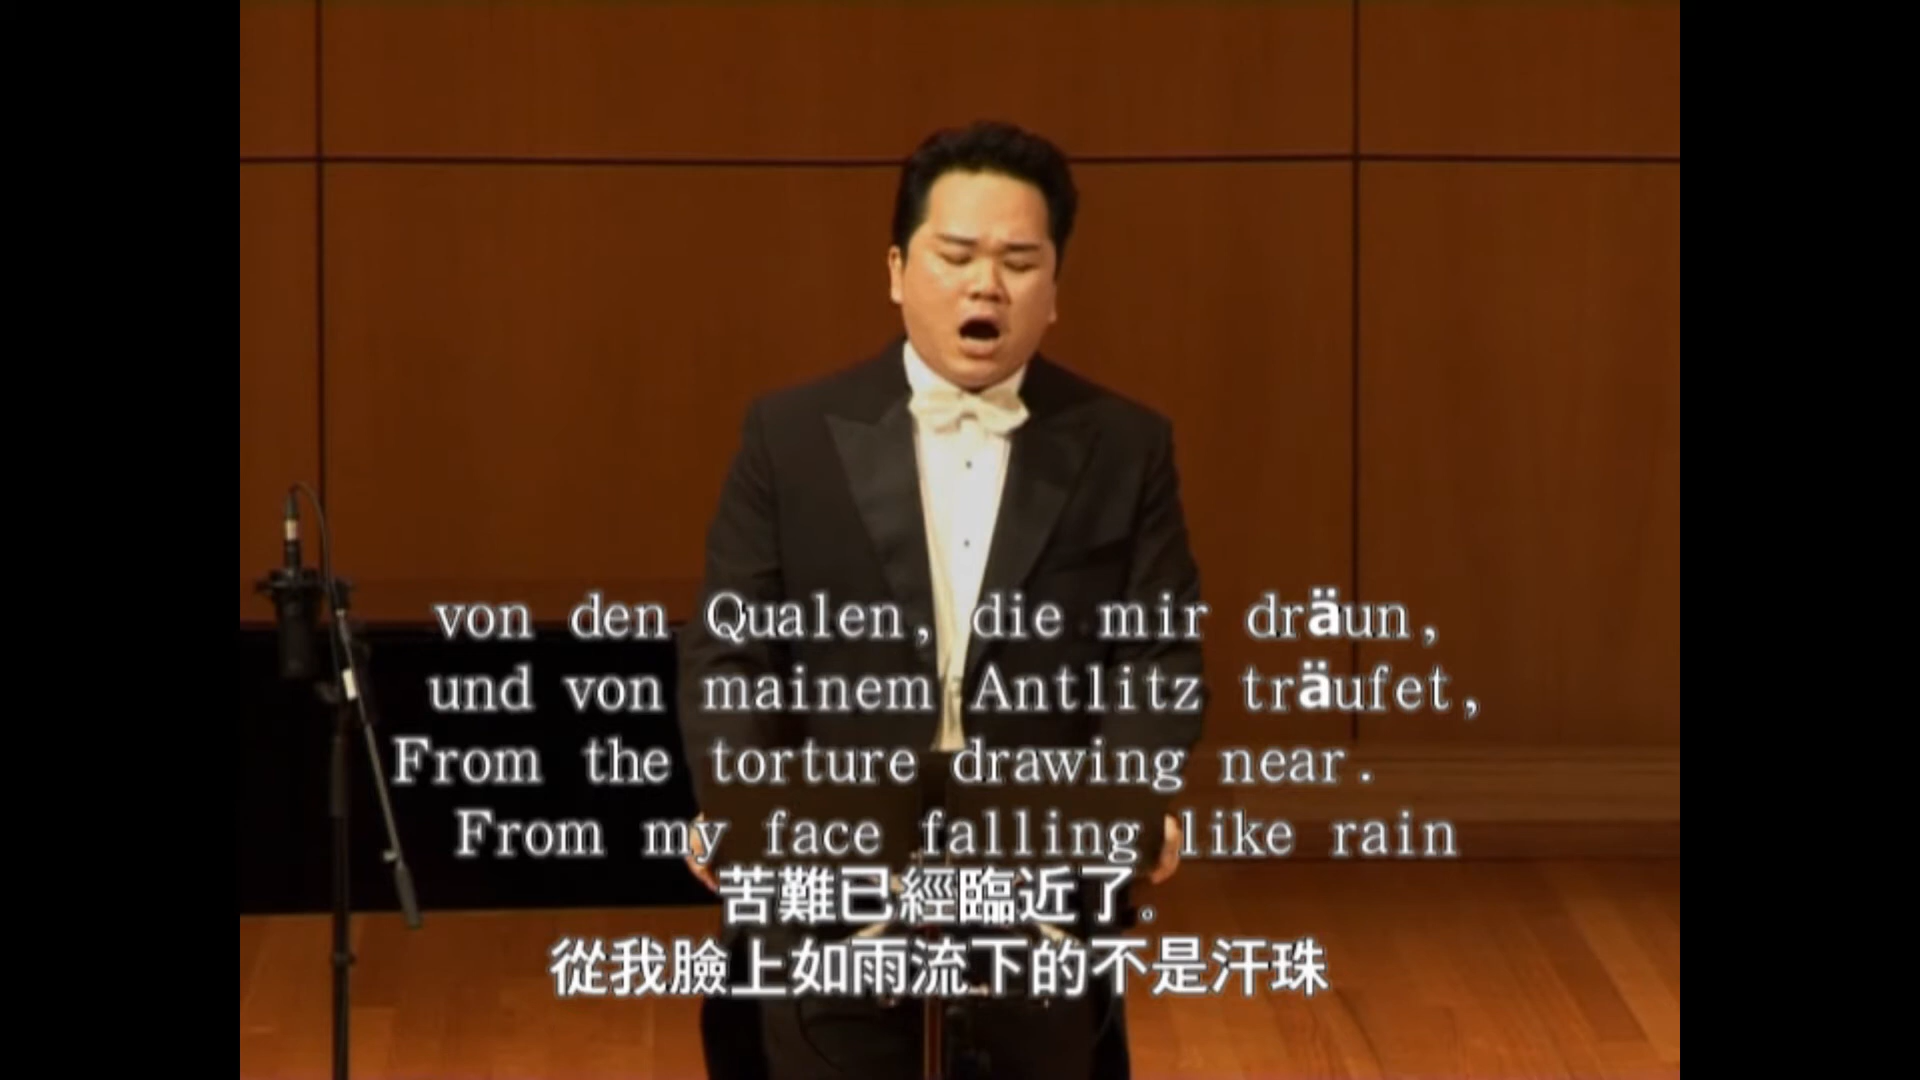 von den Qualen, die mir dräun,
und von mainem Antlitz träufet,
From the torture drawing near.
From my face falling like rain
苦難已經臨近了。
從我臉上如雨流下的不是汗珠